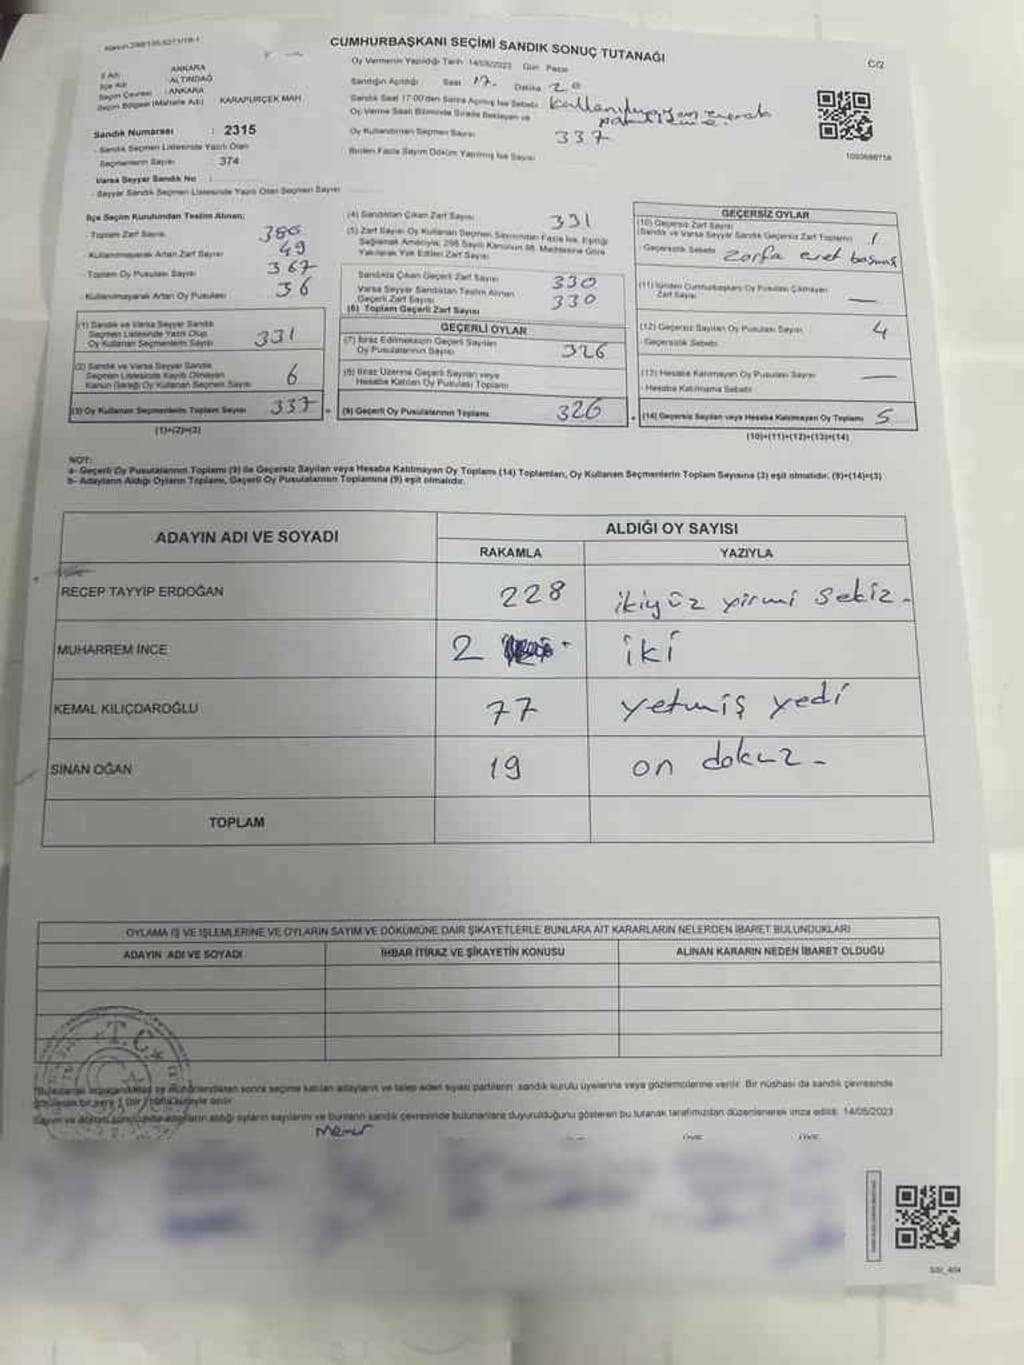 CUMHURBAŞKANI SEÇİMİ SANDIK SONUÇ TUTANAĞI
C/2
Oy Vermenin Yapıldığı Tarih 14/05/2023 Gün Pazar
İl Adı : ANKARA
İlçe Adı : ALTINDAĞ
Seçim Çevresi : ANKARA
Seçim Bölgesi (Mahalle Adı) : KARAPÜRÇEK MAH.
Sandığın Açıldığı Saat 17. Dakika 20
Sandık Saat 17:00'den Sonra Açılmış İse Sebebi kullanılmayan
Oy Verme Saati Bitiminde Sırada Bekleyen ve
Oy Kullandırılan Seçmen Sayısı 337
Birden Fazla Sayım Döküm Yapılmış İse Sayısı
Sandık Numarası : 2315
- Sandık Seçmen Listesinde Yazılı Olan
Seçmenlerin Sayısı : 374
Varsa Seyyar Sandık No :
- Seyyar Sandık Seçmen Listesinde Yazılı Olan Seçmen Sayısı
İlçe Seçim Kurulundan Teslim Alınan;
- Toplam Zarf Sayısı 380
- Kullanılmayarak Artan Zarf Sayısı 49
- Toplam Oy Pusulası Sayısı 367
- Kullanılmayarak Artan Oy Pusulası 36
(1) Sandık ve Varsa Seyyar Sandık
Seçmen Listesinde Yazılı Olup
Oy Kullanan Seçmenlerin Sayısı 331
(2) Sandık ve Varsa Seyyar Sandık
Seçmen Listesinde Kayıtlı Olmayan
Kanun Gereği Oy Kullanan Seçmen Sayısı 6
(3) Oy Kullanan Seçmenlerin Toplam Sayısı 337
(1)+(2)=(3)
(4) Sandıktan Çıkan Zarf Sayısı 331
(5) Zarf Sayısı Oy Kullanan Seçmen Sayısından Fazla İse, Eşitliği
Sağlamak Amacıyla, 298 Sayılı Kanunun 98. Maddesine Göre
Yakılarak Yok Edilen Zarf Sayısı
Sandıkta Çıkan Geçerli Zarf Sayısı 330
Varsa Seyyar Sandıktan Teslim Alınan
Geçerli Zarf Sayısı 330
(6) Toplam Geçerli Zarf Sayısı
GEÇERLİ OYLAR
(7) İtiraz Edilmeksizin Geçerli Sayılan
Oy Pusulalarının Sayısı 326
(8) İtiraz Üzerine Geçerli Sayılan veya
Hesaba Katılan Oy Pusulası Toplamı
(9) Geçerli Oy Pusulalarının Toplamı 326
GEÇERSİZ OYLAR
(10) Geçersiz Zarf Sayısı
(Sandık ve Varsa Seyyar Sandık Geçersiz Zarf Toplamı) 1
- Geçersizlik Sebebi Zarfa evet basmış
(11) İçinden Cumhurbaşkanı Oy Pusulası Çıkmayan
Zarf Sayısı —
(12) Geçersiz Sayılan Oy Pusulası Sayısı 4
- Geçersizlik Sebebi
(13) Hesaba Katılmayan Oy Pusulası Sayısı —
- Hesaba Katılmama Sebebi
(14) Geçersiz Sayılan veya Hesaba Katılmayan Oy Toplamı 5
(10)+(11)+(12)+(13)=(14)
NOT:
a- Geçerli Oy Pusulalarının Toplamı (9) ile Geçersiz Sayılan veya Hesaba Katılmayan Oy Toplamı (14) Toplamları, Oy Kullanan Seçmenlerin Toplam Sayısına (3) eşit olmalıdır. (9)+(14)=(3)
b- Adayların Aldığı Oyların Toplamı, Geçerli Oy Pusulalarının Toplamına (9) eşit olmalıdır.
ADAYIN ADI VE SOYADI
ALDIĞI OY SAYISI
RAKAMLA YAZIYLA
RECEP TAYYİP ERDOĞAN 228 ikiyüz yirmi sekiz.
MUHARREM İNCE 2 iki
KEMAL KILIÇDAROĞLU 77 yetmiş yedi
SİNAN OĞAN 19 on dokuz.
TOPLAM
OYLAMA İŞ VE İŞLEMLERİNE VE OYLARIN SAYIM VE DÖKÜMÜNE DAİR ŞİKAYETLERLE BUNLARA AİT KARARLARIN NELERDEN İBARET BULUNDUKLARI
ADAYIN ADI VE SOYADI İHBAR İTİRAZ VE ŞİKAYETİN KONUSU ALINAN KARARIN NEDEN İBARET OLDUĞU
T.C.
sonra seçime katılan adayların ve talep eden siyasi partilerin sandık kurulu üyelerine veya gözlemcilerine verilir. Bir nüshası da sandık çevresinde
aldığı oyların sayılarını ve bunların sandık çevresinde bulunanlara duyurulduğunu gösteren bu tutanak tarafımızdan düzenlenerek imza edildi. 14/05/2023
Memur